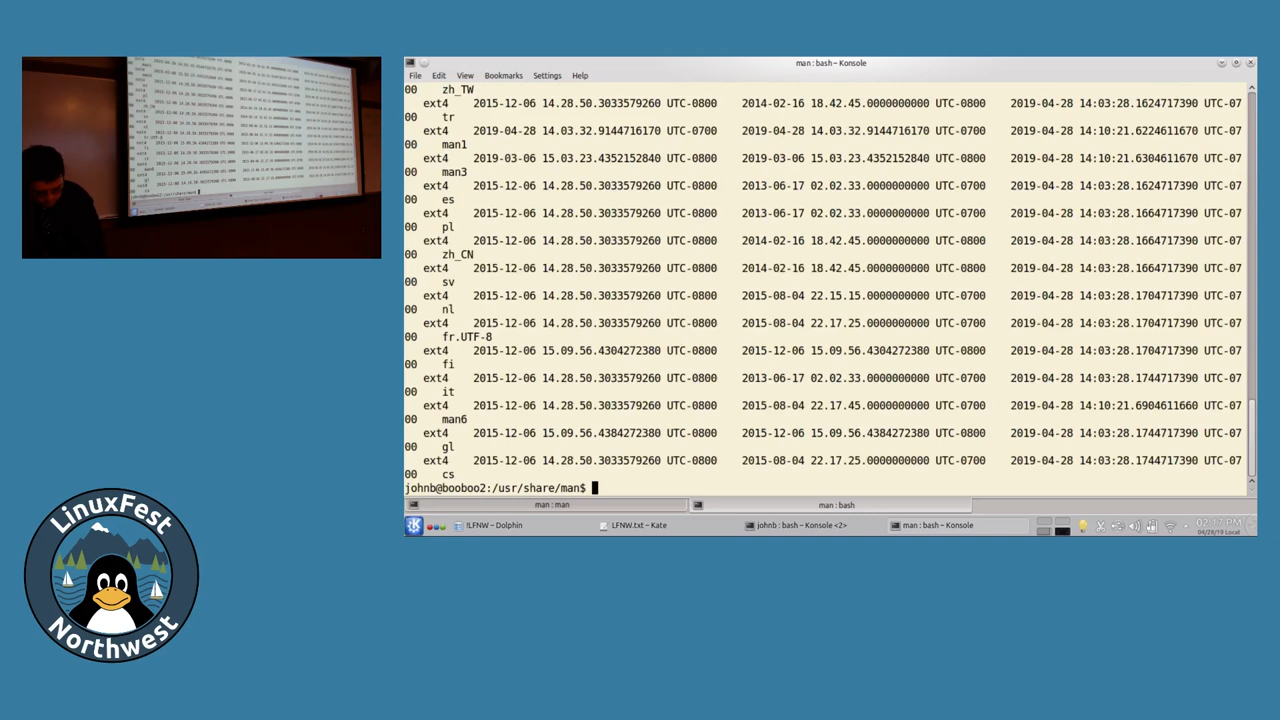 man : bash – Konsole
File Edit View Bookmarks Settings Help
00 zh_TW
ext4 2015-12-06 14.28.50.3033579260 UTC-0800 2014-02-16 18.42.45.0000000000 UTC-0800 2019-04-28 14:03:28.1624717390 UTC-07
00 tr
ext4 2019-04-28 14.03.14.7344716170 UTC-0700 2019-04-28 14.03.14.7344716170 UTC-0700 2019-04-28 14:10:21.6224611660 UTC-07
00 man1
ext4 2019-03-06 15.03.24.4352152810 UTC-0800 2019-03-06 15.03.24.4352152810 UTC-0800 2019-04-28 14:10:21.6304611660 UTC-07
00 man3
ext4 2015-12-06 14.28.50.3033579260 UTC-0800 2013-06-17 02.02.33.0000000000 UTC-0700 2019-04-28 14:03:28.1664717390 UTC-07
00 es
ext4 2015-12-06 14.28.50.3033579260 UTC-0800 2013-06-17 02.02.33.0000000000 UTC-0700 2019-04-28 14:03:28.1664717390 UTC-07
00 pl
ext4 2015-12-06 14.28.50.3033579260 UTC-0800 2014-02-16 18.42.45.0000000000 UTC-0800 2019-04-28 14:03:28.1664717390 UTC-07
00 zh_CN
ext4 2015-12-06 14.28.50.3033579260 UTC-0800 2014-02-16 18.42.45.0000000000 UTC-0800 2019-04-28 14:03:28.1664717390 UTC-07
00 sv
ext4 2015-12-06 14.28.50.3033579260 UTC-0800 2015-08-04 22.15.15.0000000000 UTC-0700 2019-04-28 14:03:28.1704717390 UTC-07
00 nl
ext4 2015-12-06 14.28.50.3033579260 UTC-0800 2015-08-04 22.17.25.0000000000 UTC-0700 2019-04-28 14:03:28.1704717390 UTC-07
00 fr.UTF-8
ext4 2015-12-06 15.09.56.4304272380 UTC-0800 2015-12-06 15.09.56.4304272380 UTC-0800 2019-04-28 14:03:28.1704717390 UTC-07
00 fi
ext4 2015-12-06 14.28.50.3033579260 UTC-0800 2013-06-17 02.02.33.0000000000 UTC-0700 2019-04-28 14:03:28.1744717390 UTC-07
00 it
ext4 2015-12-06 14.28.50.3033579260 UTC-0800 2015-08-04 22.17.45.0000000000 UTC-0700 2019-04-28 14:10:21.6904611660 UTC-07
00 man6
ext4 2015-12-06 15.09.56.4384272380 UTC-0800 2015-12-06 15.09.56.4384272380 UTC-0800 2019-04-28 14:03:28.1744717390 UTC-07
00 gl
ext4 2015-12-06 14.28.50.3033579260 UTC-0800 2015-08-04 22.17.25.0000000000 UTC-0700 2019-04-28 14:03:28.1744717390 UTC-07
00 cs
johnb@booboo2:/usr/share/man$
man : man man : bash
!LFNW – Dolphin LFNW.txt – Kate johnb : bash – Konsole <2> man : bash – Konsole 02:17 PM
04/28/19 Local
LinuxFest
Northwest